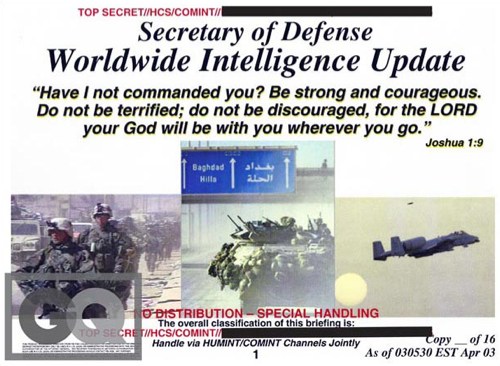 TOP SECRET//HCS/COMINT//
Secretary of Defense
Worldwide Intelligence Update
“Have I not commanded you? Be strong and courageous.
Do not be terrified; do not be discouraged, for the LORD
your God will be with you wherever you go.”
Joshua 1:9
Baghdad بغداد
Hilla الحلة
GQ
NO DISTRIBUTION – SPECIAL HANDLING
The overall classification of this briefing is:
TOP SECRET//HCS/COMINT//
Handle via HUMINT/COMINT Channels Jointly
1
Copy __ of 16
As of 030530 EST Apr 03